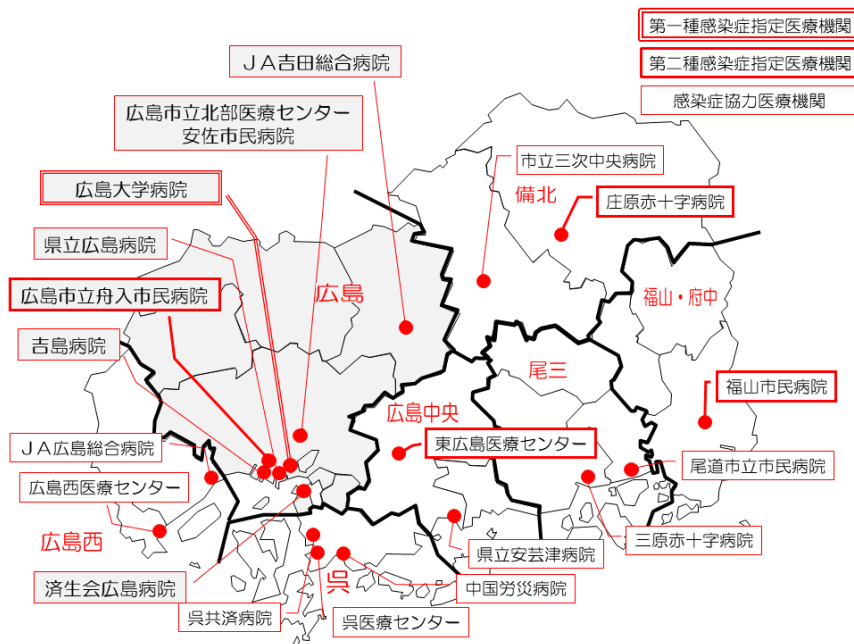 第一種感染症指定医療機関
第二種感染症指定医療機関
感染症協力医療機関
ＪＡ吉田総合病院
広島市立北部医療センター
安佐市民病院
市立三次中央病院
広島大学病院
備北
庄原赤十字病院
県立広島病院
広島市立舟入市民病院
広島
福山・府中
吉島病院
尾三
福山市民病院
広島中央
ＪＡ広島総合病院
東広島医療センター
尾道市立市民病院
広島西医療センター
広島西
三原赤十字病院
県立安芸津病院
済生会広島病院
呉
中国労災病院
呉共済病院
呉医療センター